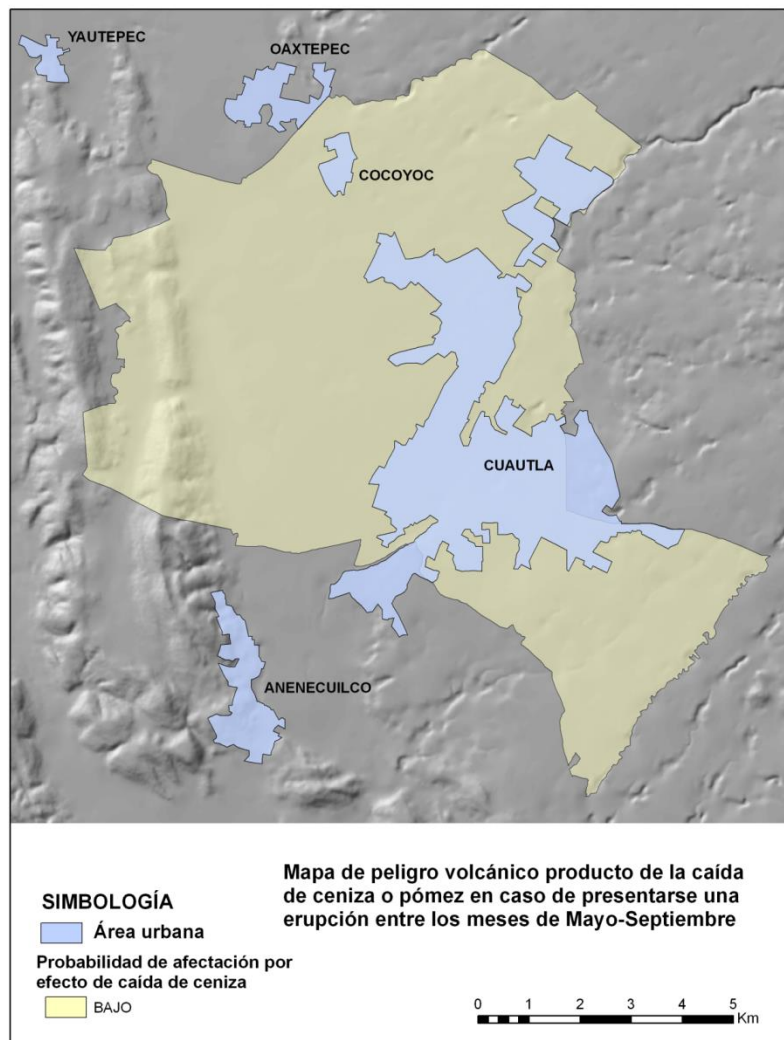 YAUTEPEC
OAXTEPEC
COCOYOC
CUAUTLA
ANENECUILCO
SIMBOLOGÍA
Área urbana
Probabilidad de afectación por
efecto de caída de ceniza
BAJO
Mapa de peligro volcánico producto de la caída
de ceniza o pómez en caso de presentarse una
erupción entre los meses de Mayo-Septiembre
0 1 2 3 4 5
Km